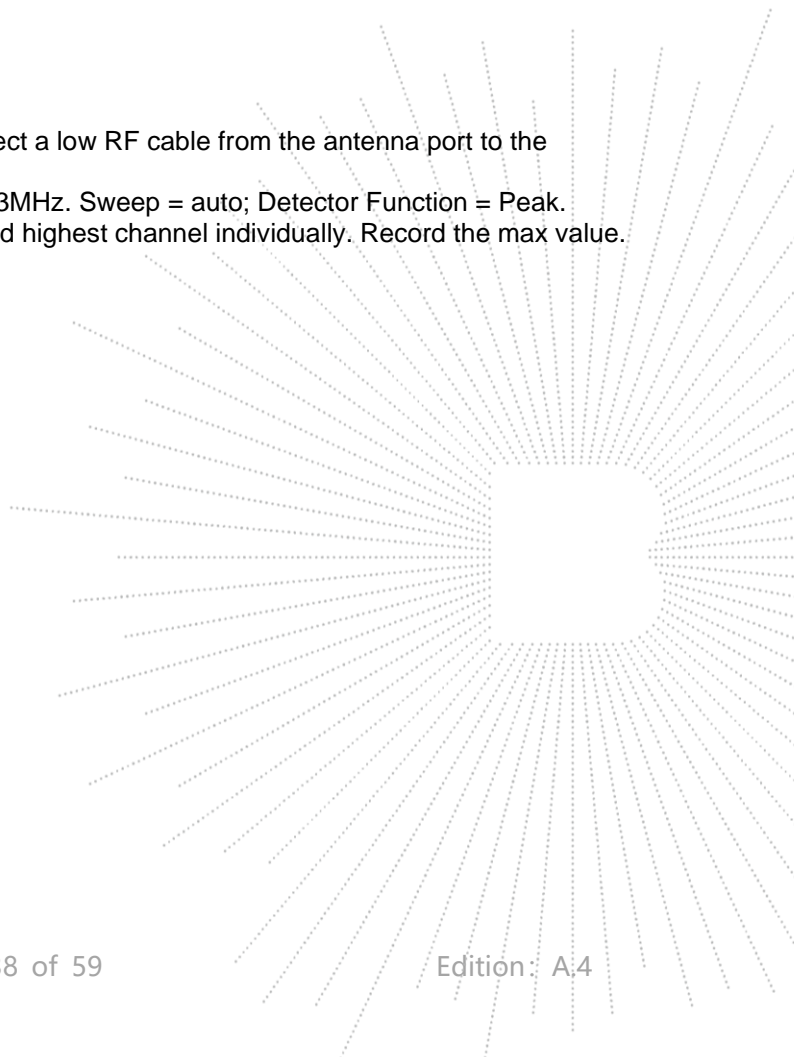 ect a low RF cable from the antenna port to the
3MHz. Sweep = auto; Detector Function = Peak.
d highest channel individually. Record the max value.
8 of 59
Edition: A.4